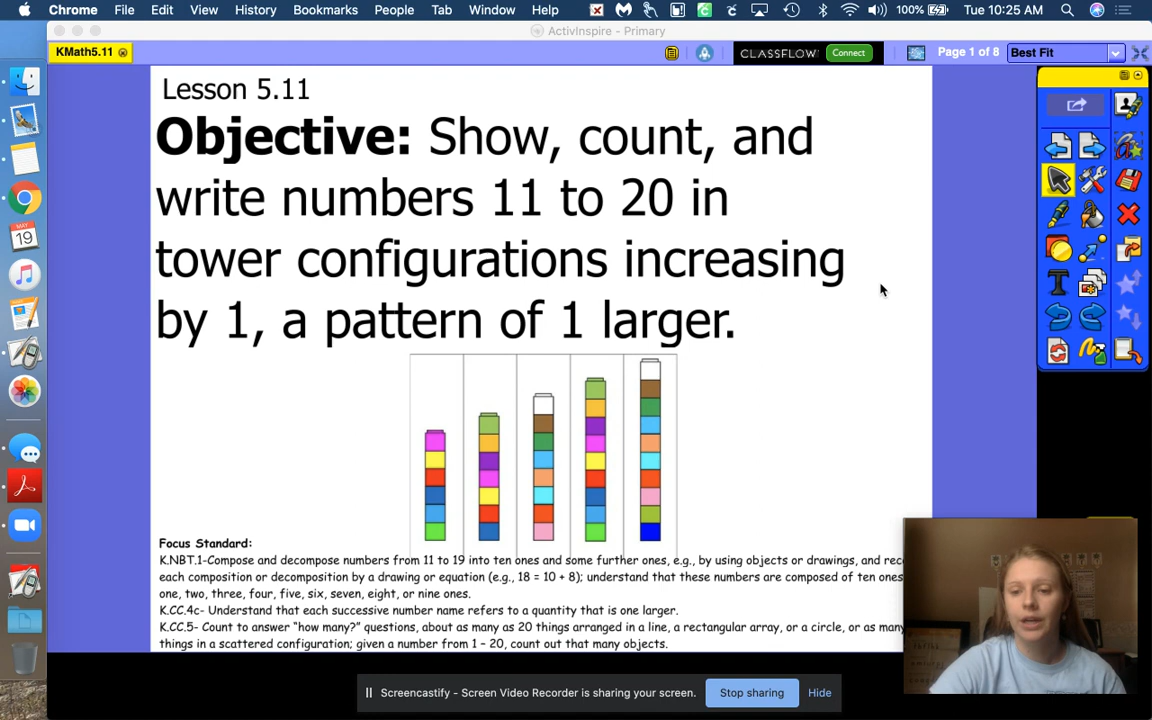 Chrome File Edit View History Bookmarks People Tab Window Help 100% Tue 10:25 AM
ActivInspire - Primary
KMath5.11 CLASSFLOW Connect Page 1 of 8 Best Fit
Lesson 5.11
Objective: Show, count, and
write numbers 11 to 20 in
tower configurations increasing
by 1, a pattern of 1 larger.
Focus Standard:
K.NBT.1-Compose and decompose numbers from 11 to 19 into ten ones and some further ones, e.g., by using objects or drawings, and
each composition or decomposition by a drawing or equation (e.g., 18 = 10 + 8); understand that these numbers are composed of ten ones
one, two, three, four, five, six, seven, eight, or nine ones.
K.CC.4c- Understand that each successive number name refers to a quantity that is one larger.
K.CC.5- Count to answer "how many?" questions, about as many as 20 things arranged in a line, a rectangular array, or a circle, or as many
things in a scattered configuration; given a number from 1 – 20, count out that many objects.
Screencastify - Screen Video Recorder is sharing your screen. Stop sharing Hide
MAY
19
T